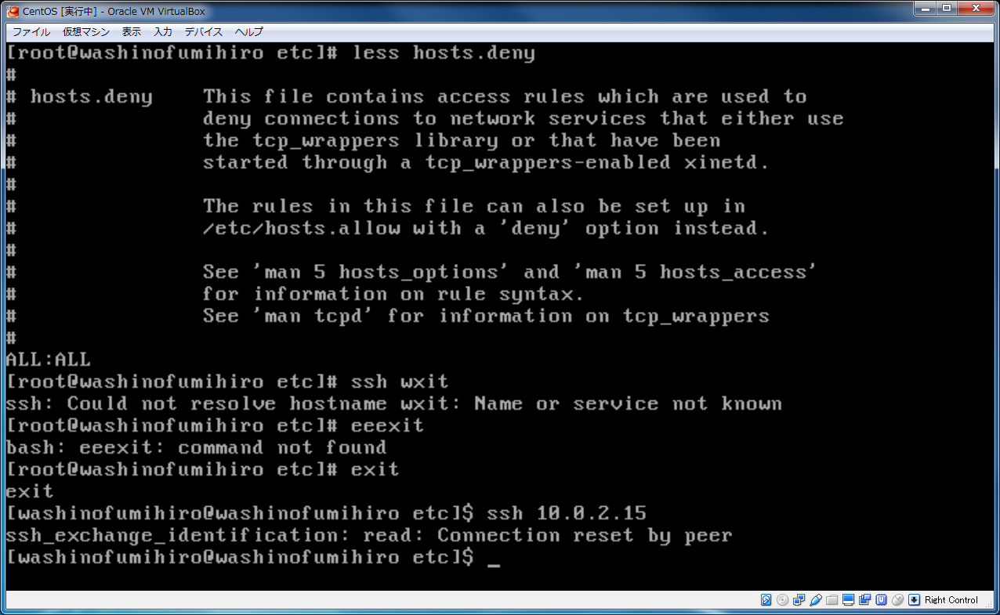 CentOS [実行中] - Oracle VM VirtualBox
ファイル 仮想マシン 表示 入力 デバイス ヘルプ
[root@washinofumihiro etc]# less hosts.deny
#
# hosts.deny    This file contains access rules which are used to
#               deny connections to network services that either use
#               the tcp_wrappers library or that have been
#               started through a tcp_wrappers-enabled xinetd.
#
#               The rules in this file can also be set up in
#               /etc/hosts.allow with a 'deny' option instead.
#
#               See 'man 5 hosts_options' and 'man 5 hosts_access'
#               for information on rule syntax.
#               See 'man tcpd' for information on tcp_wrappers
#
ALL:ALL
[root@washinofumihiro etc]# ssh wxit
ssh: Could not resolve hostname wxit: Name or service not known
[root@washinofumihiro etc]# eeexit
bash: eeexit: command not found
[root@washinofumihiro etc]# exit
exit
[washinofumihiro@washinofumihiro etc]$ ssh 10.0.2.15
ssh_exchange_identification: read: Connection reset by peer
[washinofumihiro@washinofumihiro etc]$ _
Right Control